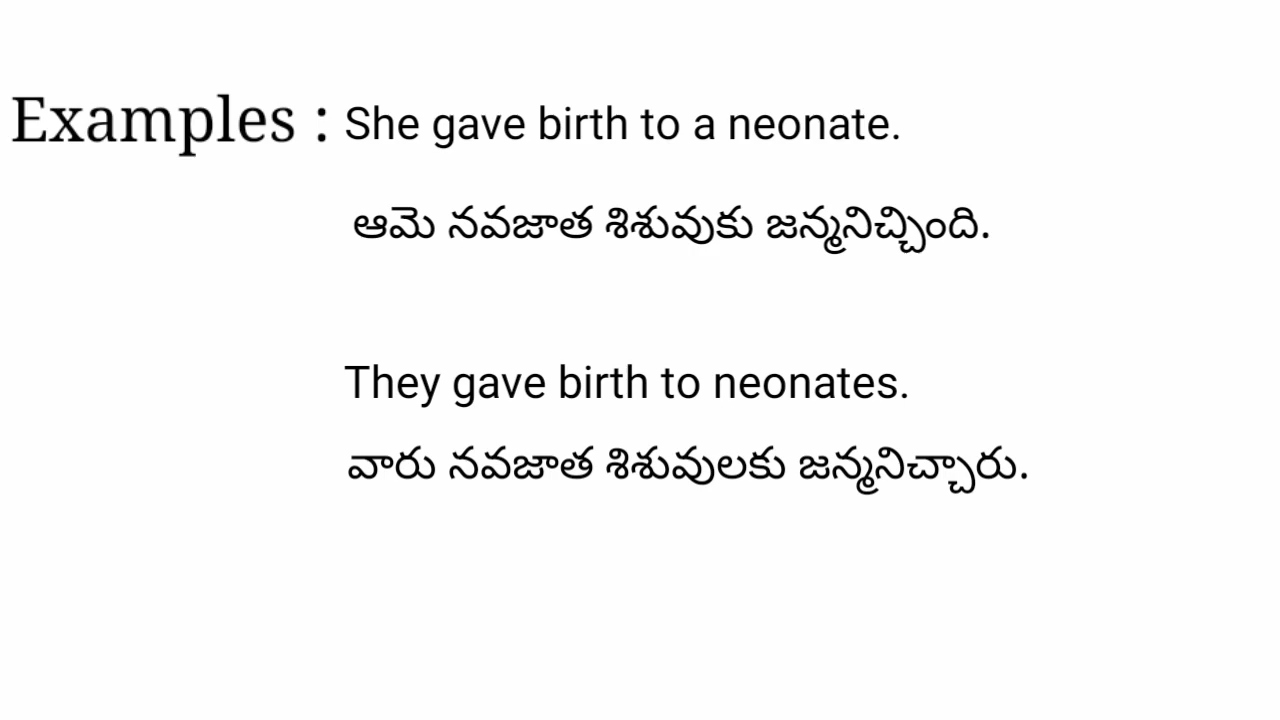 Examples : She gave birth to a neonate.
ఆమె నవజాత శిశువుకు జన్మనిచ్చింది.
They gave birth to neonates.
వారు నవజాత శిశువులకు జన్మనిచ్చారు.